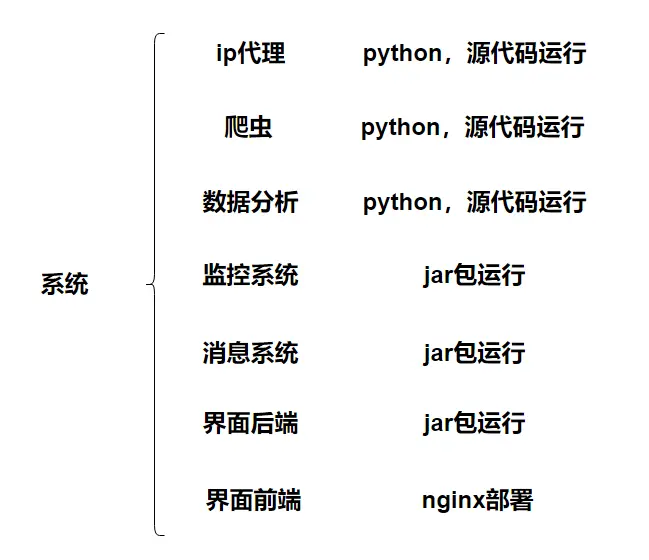 ip代理 python，源代码运行
爬虫 python，源代码运行
数据分析 python，源代码运行
系统 监控系统 jar包运行
消息系统 jar包运行
界面后端 jar包运行
界面前端 nginx部署